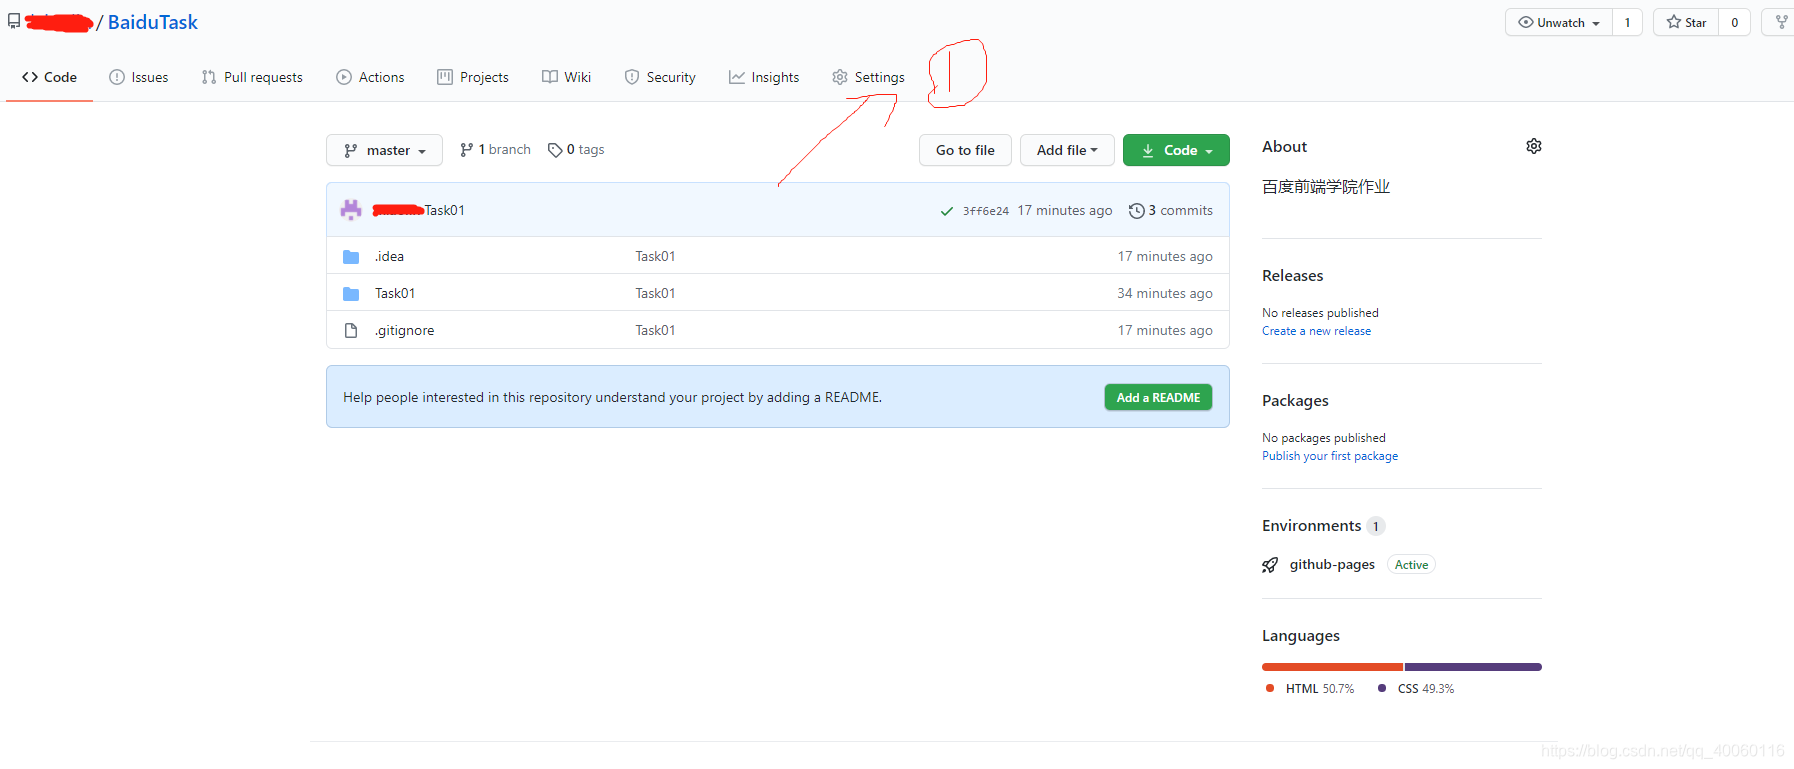 / BaiduTask
Unwatch 1 Star 0
Code Issues Pull requests Actions Projects Wiki Security Insights Settings 1
master 1 branch 0 tags Go to file Add file Code
Task01 3ff6e24 17 minutes ago 3 commits
.idea Task01 17 minutes ago
Task01 Task01 34 minutes ago
.gitignore Task01 17 minutes ago
Help people interested in this repository understand your project by adding a README. Add a README
About
百度前端学院作业
Releases
No releases published
Create a new release
Packages
No packages published
Publish your first package
Environments 1
github-pages Active
Languages
HTML 50.7% CSS 49.3%
https://blog.csdn.net/qq_40060116